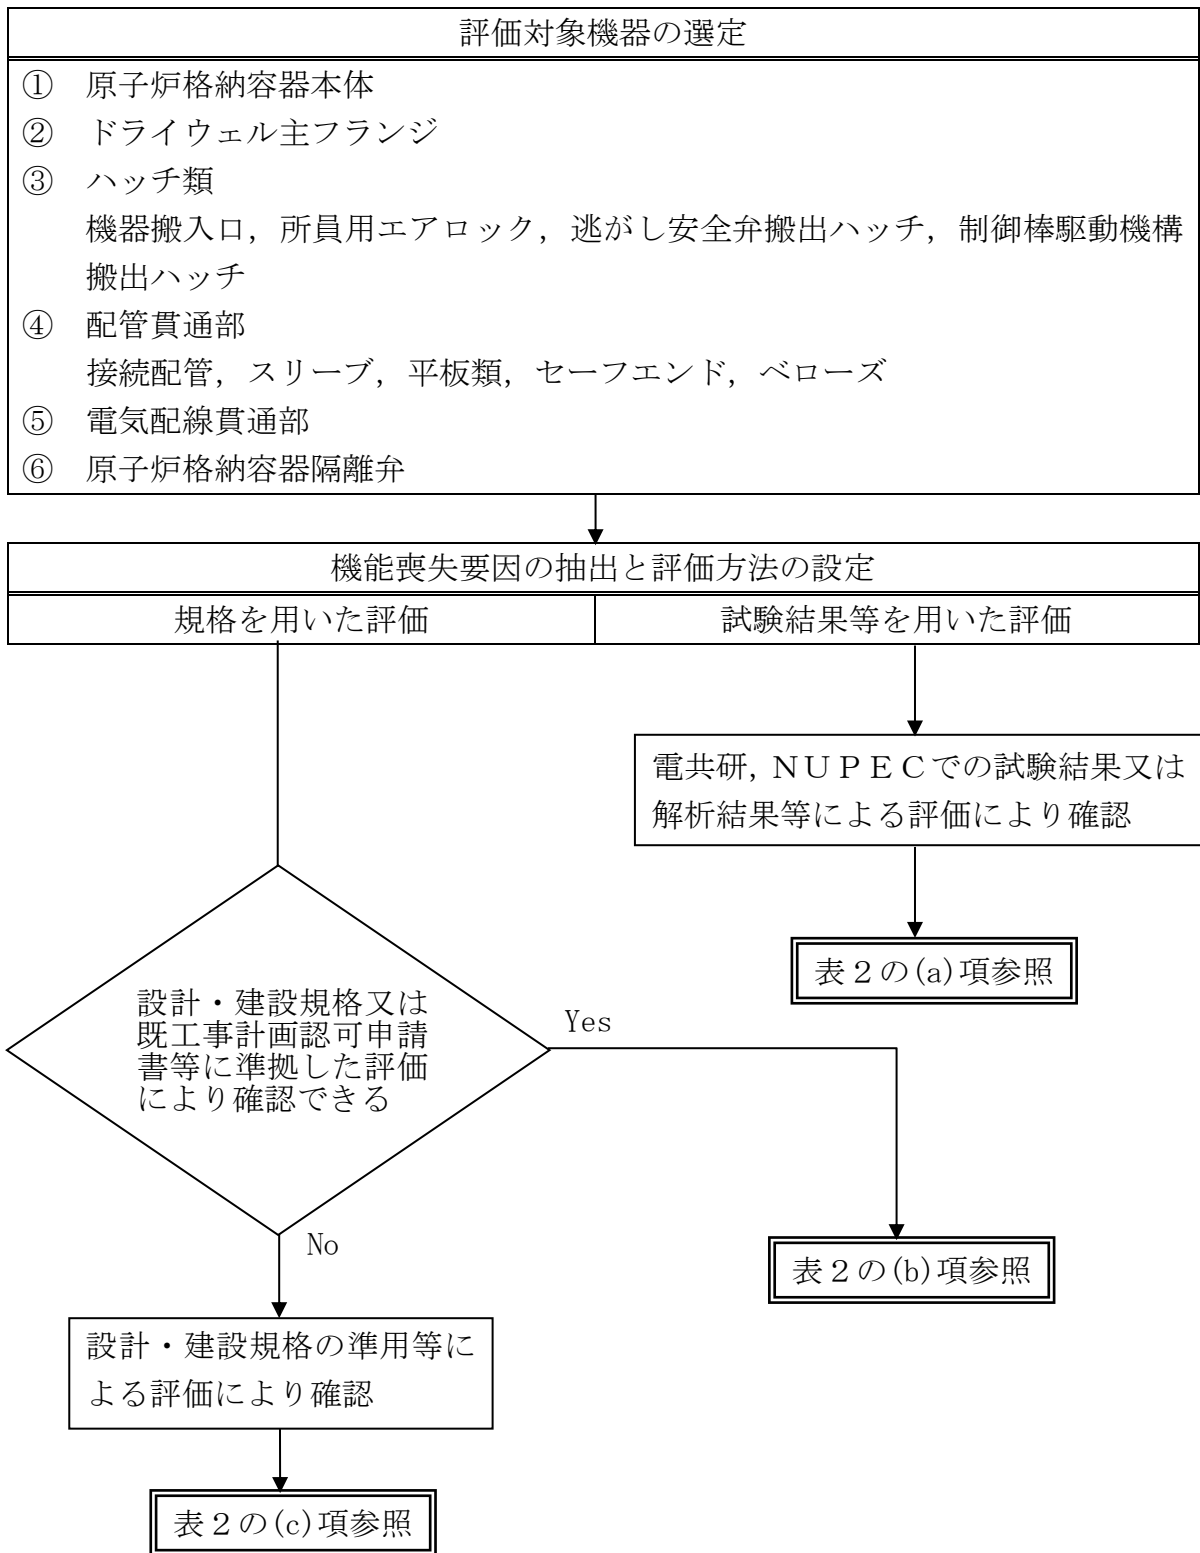 評価対象機器の選定
① 原子炉格納容器本体
② ドライウェル主フランジ
③ ハッチ類
機器搬入口，所員用エアロック，逃がし安全弁搬出ハッチ，制御棒駆動機構
搬出ハッチ
④ 配管貫通部
接続配管，スリーブ，平板類，セーフエンド，ベローズ
⑤ 電気配線貫通部
⑥ 原子炉格納容器隔離弁
機能喪失要因の抽出と評価方法の設定
規格を用いた評価
試験結果等を用いた評価
電共研，ＮＵＰＥＣでの試験結果又は
解析結果等による評価により確認
表２の(a)項参照
設計・建設規格又は
既工事計画認可申請
書等に準拠した評価
により確認できる
Yes
表２の(b)項参照
No
設計・建設規格の準用等に
よる評価により確認
表２の(c)項参照